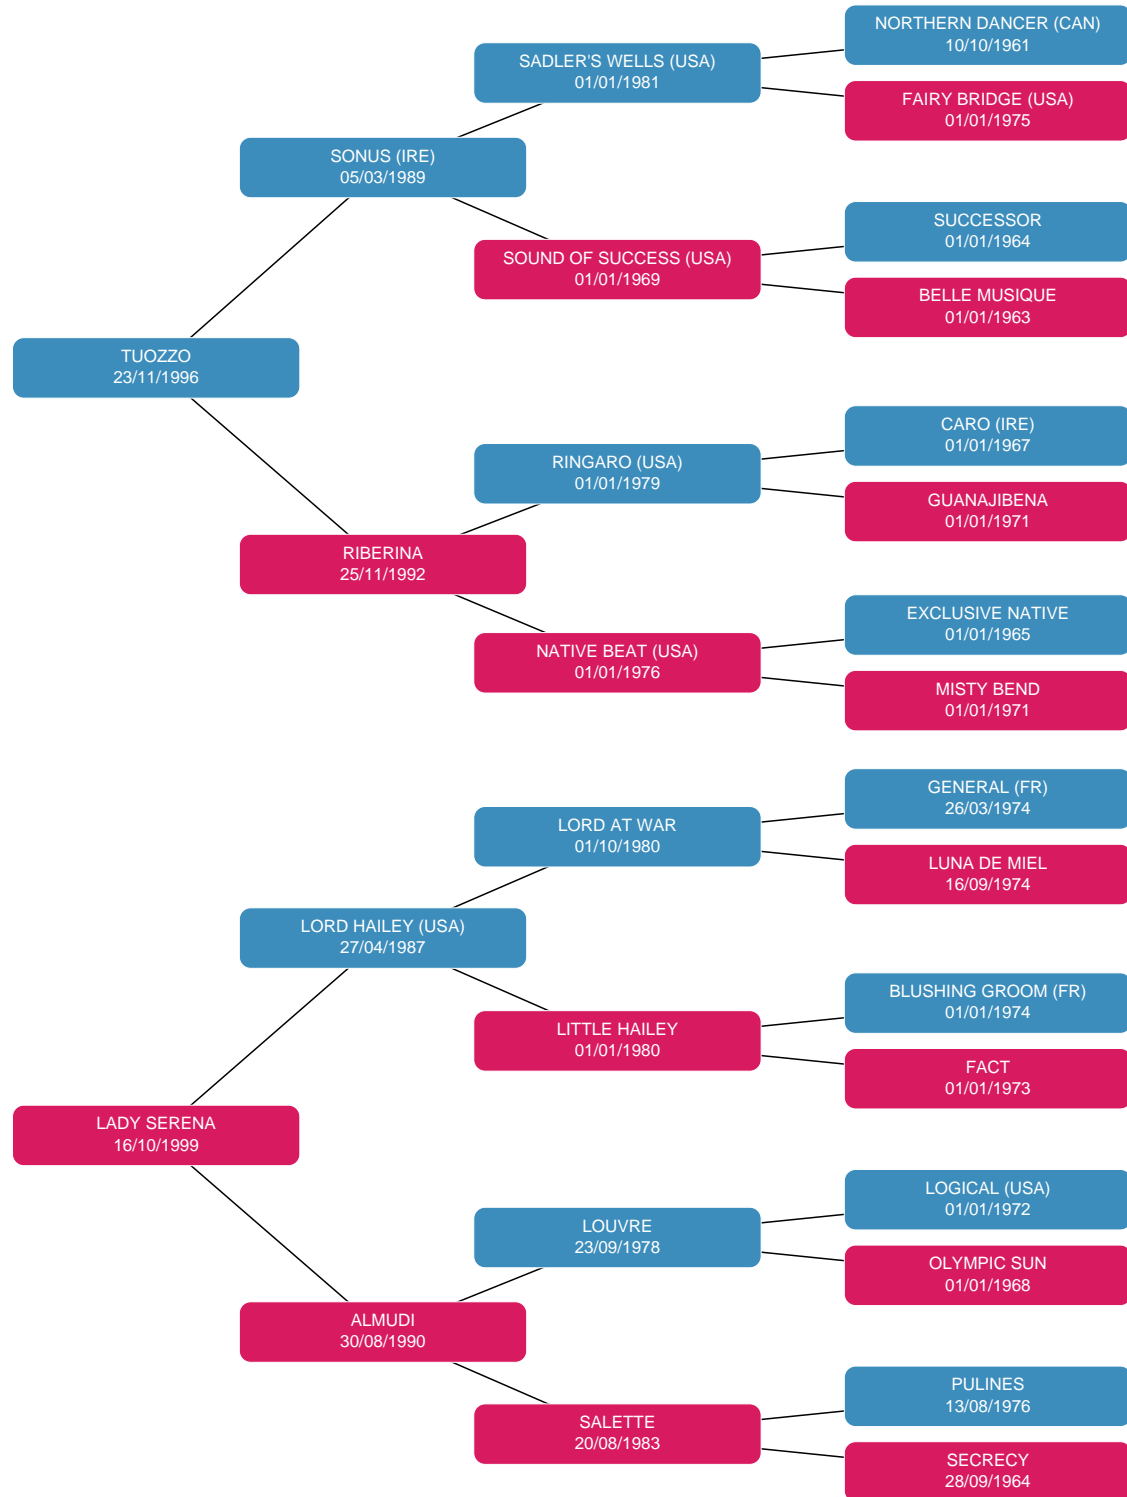 NORTHERN DANCER (CAN)
10/10/1961
SADLER'S WELLS (USA)
01/01/1981
FAIRY BRIDGE (USA)
01/01/1975
SONUS (IRE)
05/03/1989
SUCCESSOR
01/01/1964
SOUND OF SUCCESS (USA)
01/01/1969
BELLE MUSIQUE
01/01/1963
TUOZZO
23/11/1996
CARO (IRE)
01/01/1967
RINGARO (USA)
01/01/1979
GUANAJIBENA
01/01/1971
RIBERINA
25/11/1992
EXCLUSIVE NATIVE
01/01/1965
NATIVE BEAT (USA)
01/01/1976
MISTY BEND
01/01/1971
GENERAL (FR)
26/03/1974
LORD AT WAR
01/10/1980
LUNA DE MIEL
16/09/1974
LORD HAILEY (USA)
27/04/1987
BLUSHING GROOM (FR)
01/01/1974
LITTLE HAILEY
01/01/1980
FACT
01/01/1973
LADY SERENA
16/10/1999
LOGICAL (USA)
01/01/1972
LOUVRE
23/09/1978
OLYMPIC SUN
01/01/1968
ALMUDI
30/08/1990
PULINES
13/08/1976
SALETTE
20/08/1983
SECRECY
28/09/1964